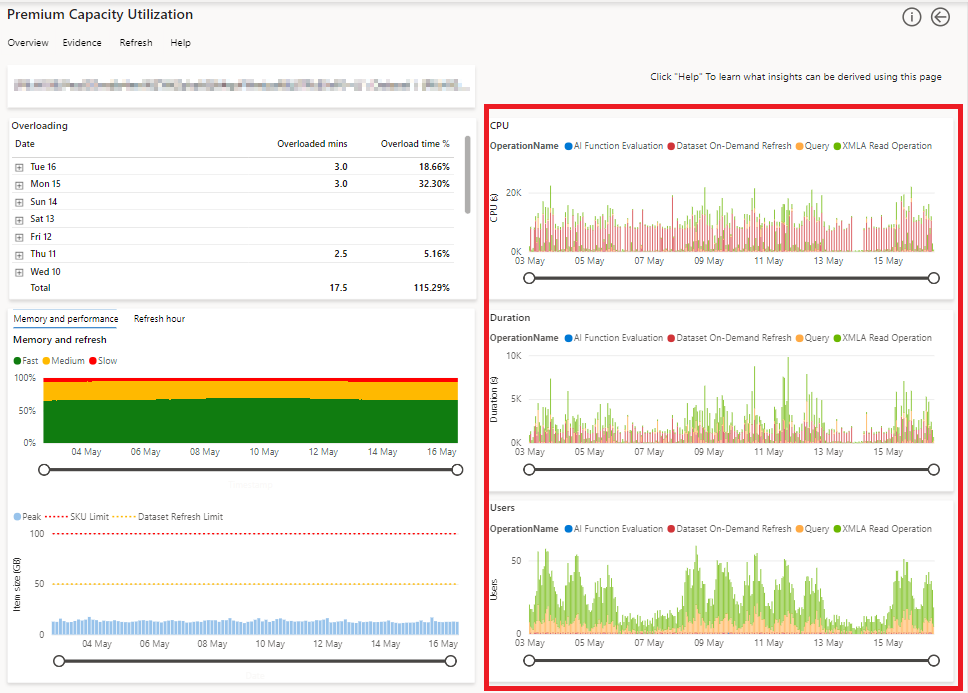 Premium Capacity Utilization
Overview Evidence Refresh Help
Click "Help" To learn what insights can be derived using this page
Overloading
Date Overloaded mins Overload time %
Tue 16 3.0 18.66%
Mon 15 3.0 32.30%
Sun 14
Sat 13
Fri 12
Thu 11 2.5 5.16%
Wed 10
Total 17.5 115.29%
Memory and performance Refresh hour
Memory and refresh
Fast Medium Slow
100%
50%
0%
04 May 06 May 08 May 10 May 12 May 14 May 16 May
Peak SKU Limit Dataset Refresh Limit
Item size (GB)
100
50
0
04 May 06 May 08 May 10 May 12 May 14 May 16 May
CPU
OperationName AI Function Evaluation Dataset On-Demand Refresh Query XMLA Read Operation
CPU (s)
20K
0K
03 May 05 May 07 May 09 May 11 May 13 May 15 May
Duration
OperationName AI Function Evaluation Dataset On-Demand Refresh Query XMLA Read Operation
Duration (s)
10K
5K
0K
03 May 05 May 07 May 09 May 11 May 13 May 15 May
Users
OperationName AI Function Evaluation Dataset On-Demand Refresh Query XMLA Read Operation
Users
50
0
03 May 05 May 07 May 09 May 11 May 13 May 15 May